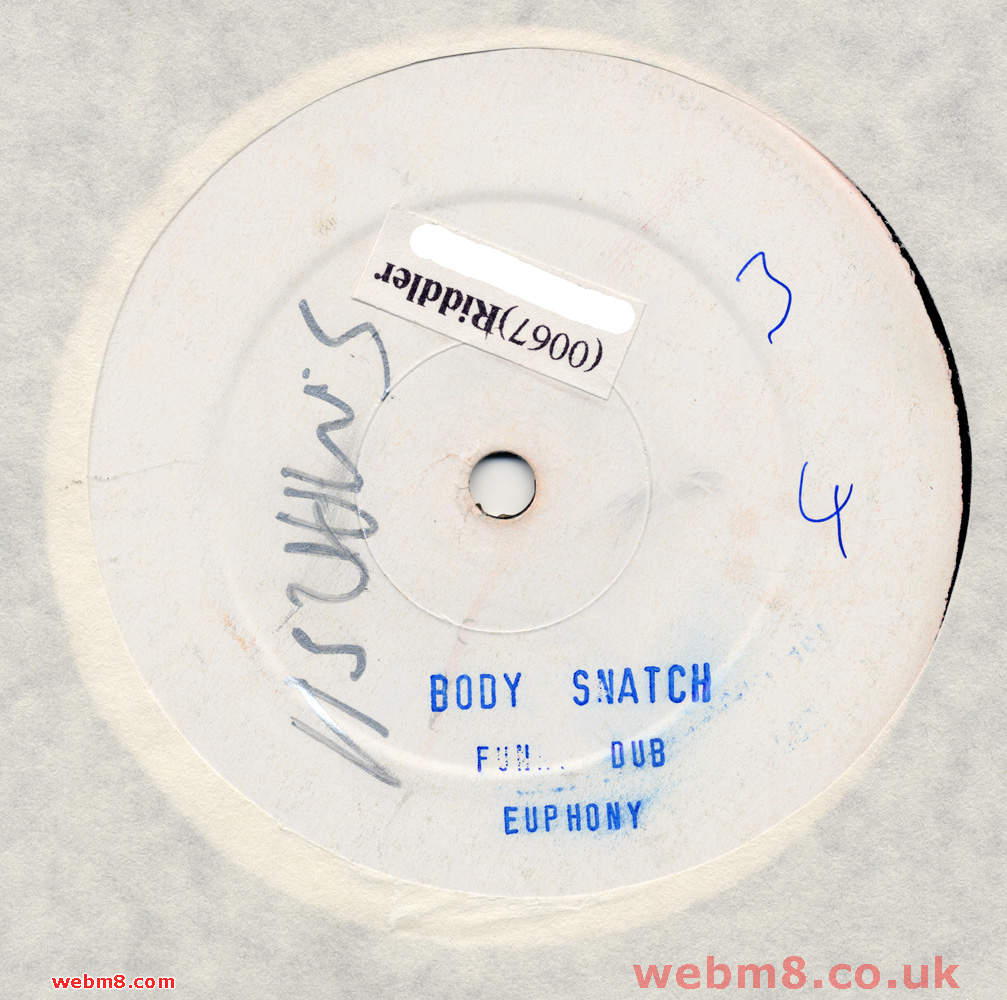 (0067)Riddler
3
4
BODY SNATCH
DUB
EUPHONY
webm8.com
webm8.co.uk